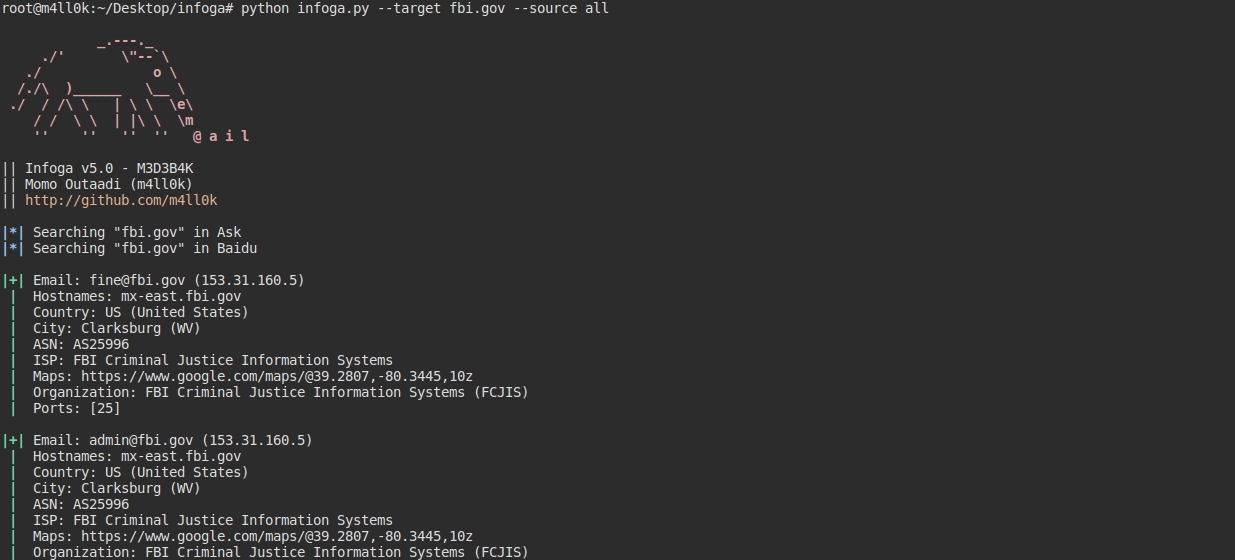 root@m4ll0k:~/Desktop/infoga# python infoga.py --target fbi.gov --source all
            _.---._
     ./'       \"--`\
   ./              o \
  /./\  )______   \__ \
 ./  / /\ \   | \ \  \e\
    / /  \ \  | |\ \  \m
    ''    ''  ''  ''   @ a i l
|| Infoga v5.0 - M3D3B4K
|| Momo Outaadi (m4ll0k)
|| http://github.com/m4ll0k
|*| Searching "fbi.gov" in Ask
|*| Searching "fbi.gov" in Baidu
|+| Email: fine@fbi.gov (153.31.160.5)
 |  Hostnames: mx-east.fbi.gov
 |  Country: US (United States)
 |  City: Clarksburg (WV)
 |  ASN: AS25996
 |  ISP: FBI Criminal Justice Information Systems
 |  Maps: https://www.google.com/maps/@39.2807,-80.3445,10z
 |  Organization: FBI Criminal Justice Information Systems (FCJIS)
 |  Ports: [25]
|+| Email: admin@fbi.gov (153.31.160.5)
 |  Hostnames: mx-east.fbi.gov
 |  Country: US (United States)
 |  City: Clarksburg (WV)
 |  ASN: AS25996
 |  ISP: FBI Criminal Justice Information Systems
 |  Maps: https://www.google.com/maps/@39.2807,-80.3445,10z
 |  Organization: FBI Criminal Justice Information Systems (FCJIS)